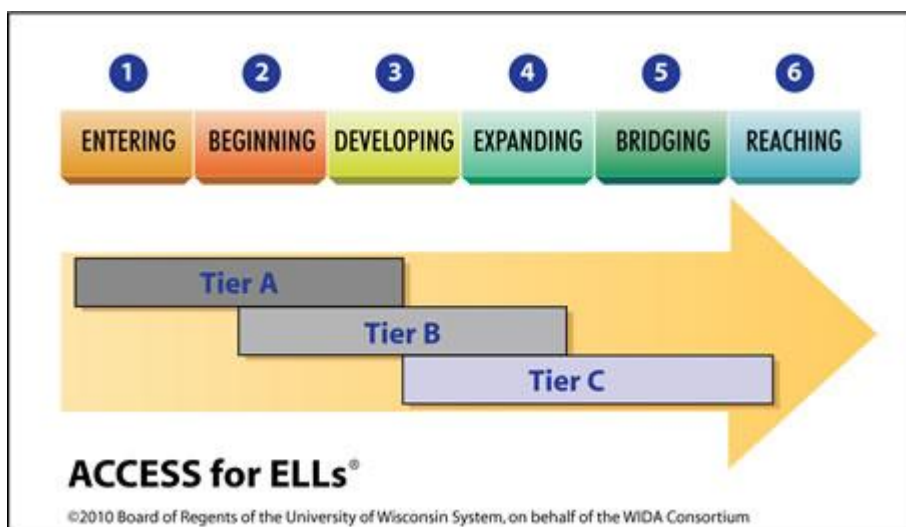 1 2 3 4 5 6
ENTERING BEGINNING DEVELOPING EXPANDING BRIDGING REACHING
Tier A
Tier B
Tier C
ACCESS for ELLs®
©2010 Board of Regents of the University of Wisconsin System, on behalf of the WIDA Consortium